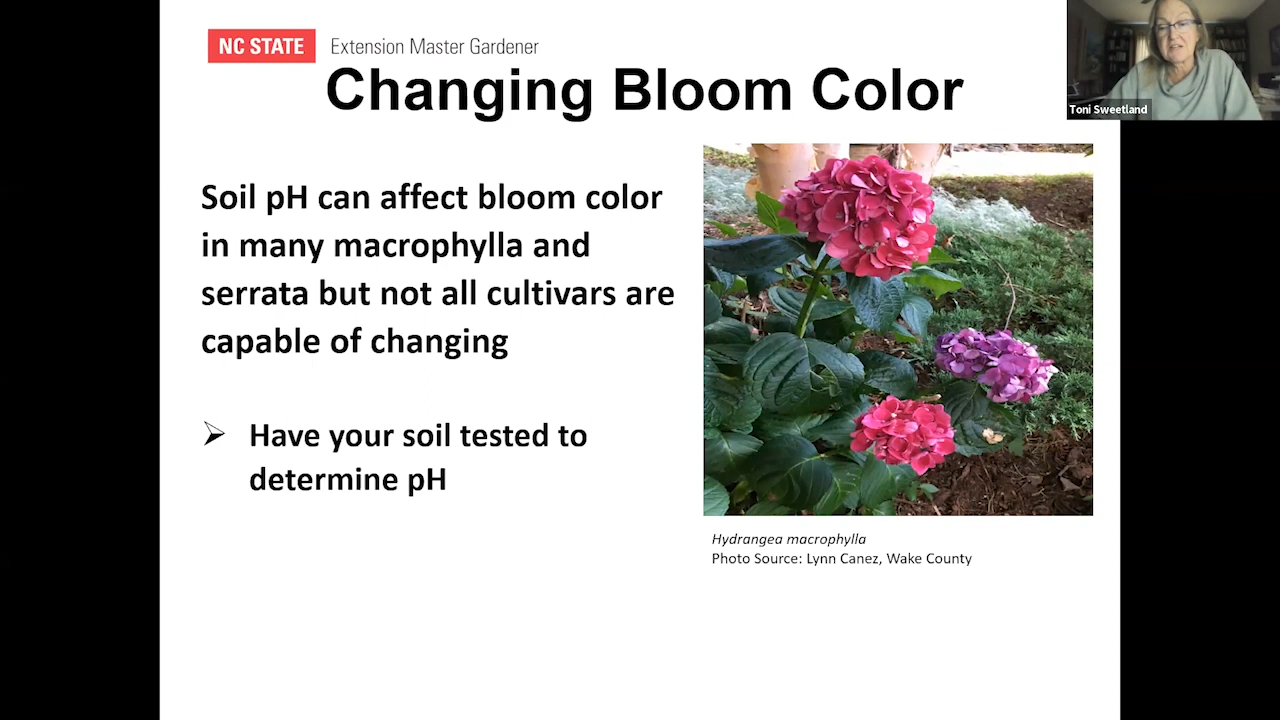 NC STATE Extension Master Gardener
Changing Bloom Color
Toni Sweetland
Soil pH can affect bloom color
in many macrophylla and
serrata but not all cultivars are
capable of changing
Have your soil tested to
determine pH
Hydrangea macrophylla
Photo Source: Lynn Canez, Wake County